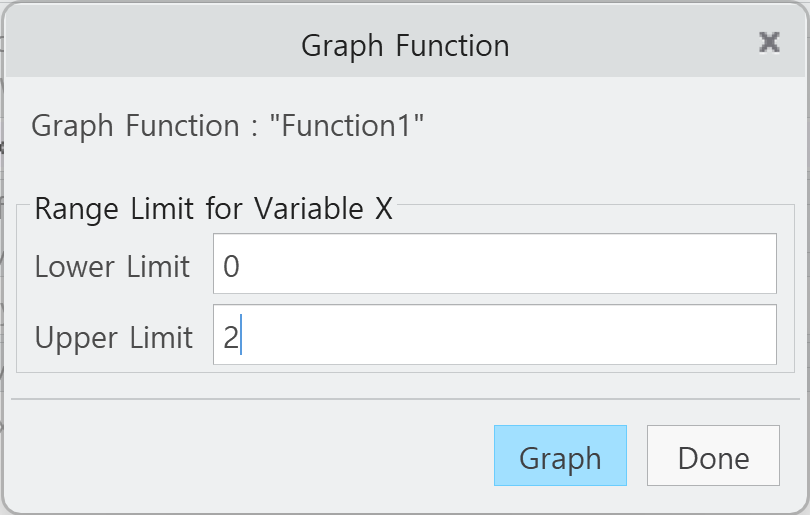 Graph Function
Graph Function : "Function1"
Range Limit for Variable X
Lower Limit 0
Upper Limit 2
Graph Done